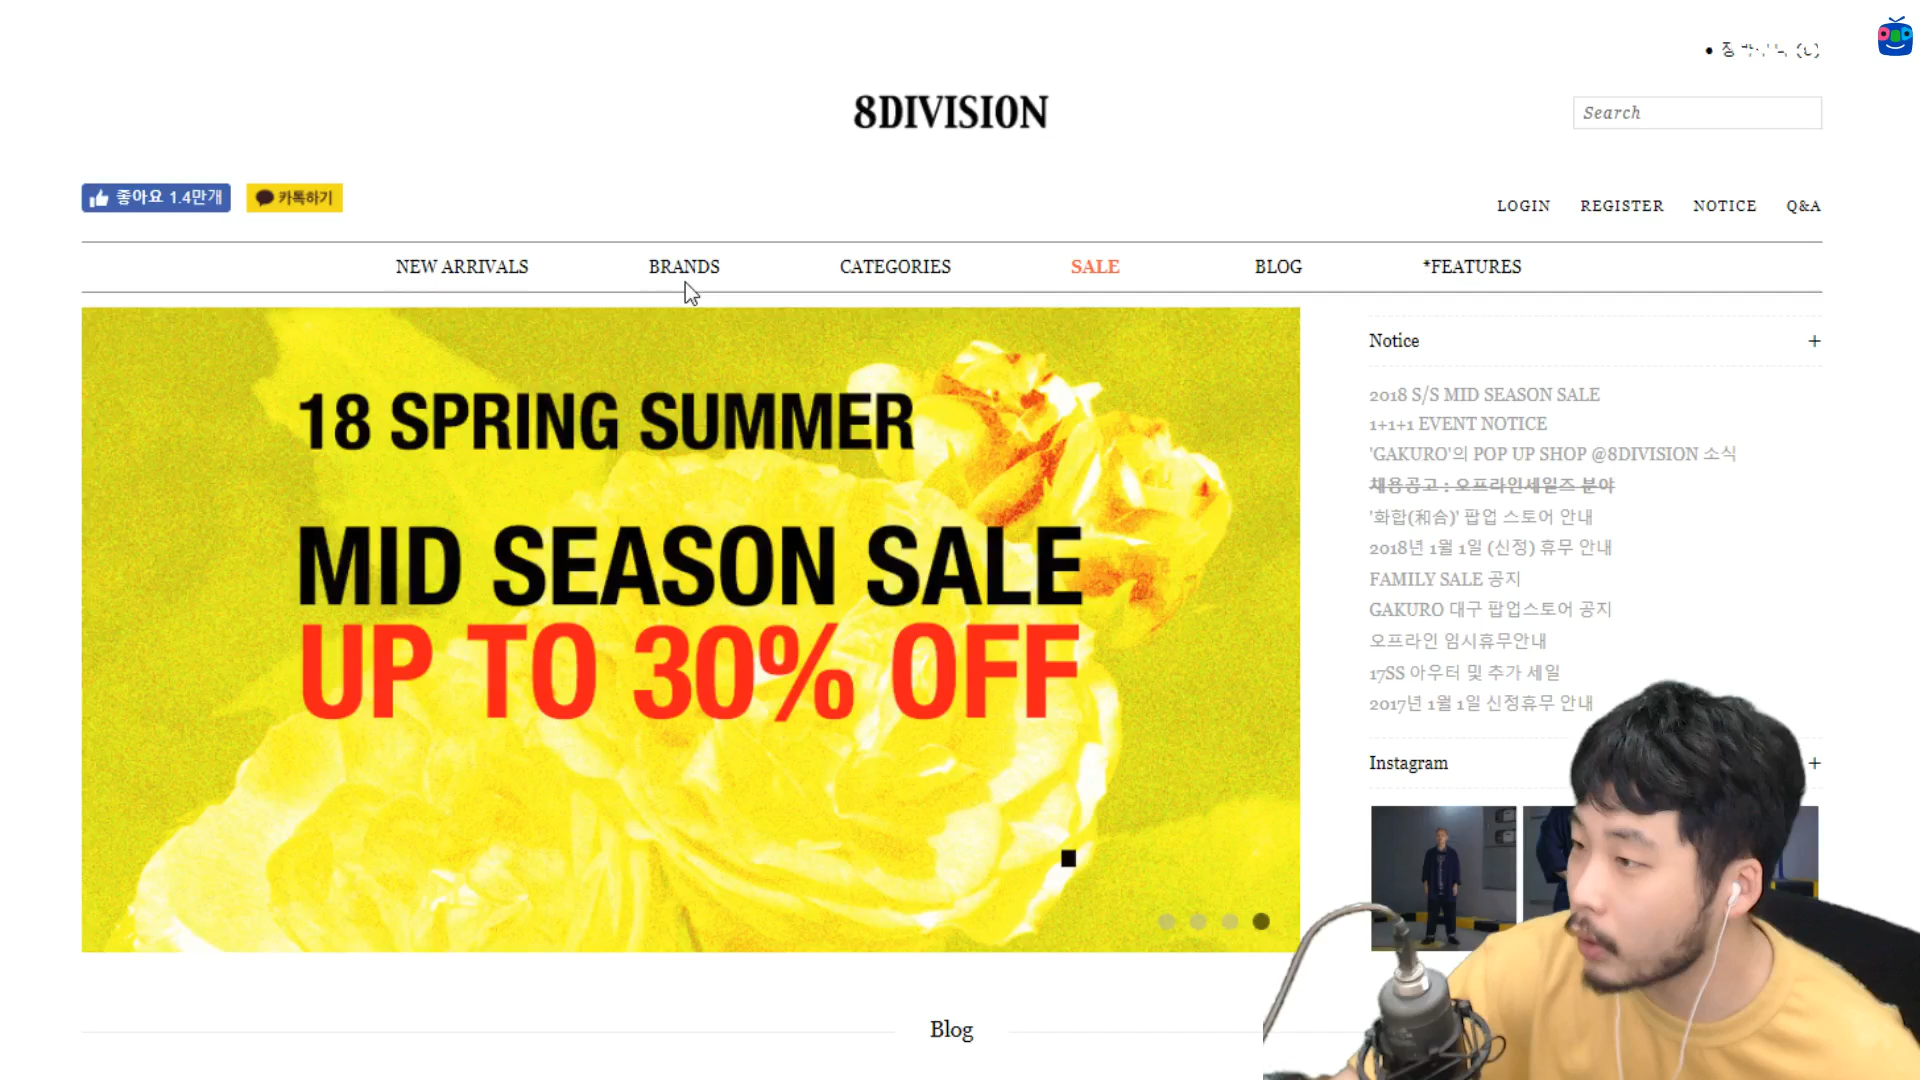 8DIVISION
Search
좋아요 1.4만개
카톡하기
LOGIN REGISTER NOTICE Q&A
NEW ARRIVALS BRANDS CATEGORIES SALE BLOG *FEATURES
18 SPRING SUMMER
MID SEASON SALE
UP TO 30% OFF
Notice +
2018 S/S MID SEASON SALE
1+1+1 EVENT NOTICE
'GAKURO'의 POP UP SHOP @8DIVISION 소식
채용공고 : 오프라인세일즈 분야
'화합(和合)' 팝업 스토어 안내
2018년 1월 1일 (신정) 휴무 안내
FAMILY SALE 공지
GAKURO 대구 팝업스토어 공지
오프라인 임시휴무안내
17SS 아우터 및 추가 세일
2017년 1월 1일 신정휴무 안내
Instagram +
Blog